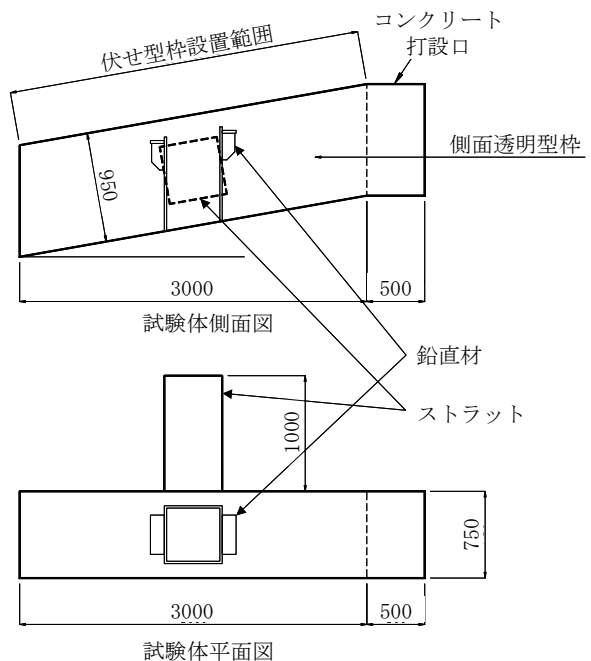 コンクリート
打設口
伏せ型枠設置範囲
側面透明型枠
950
3000
500
試験体側面図
鉛直材
ストラット
1000
750
3000
500
試験体平面図